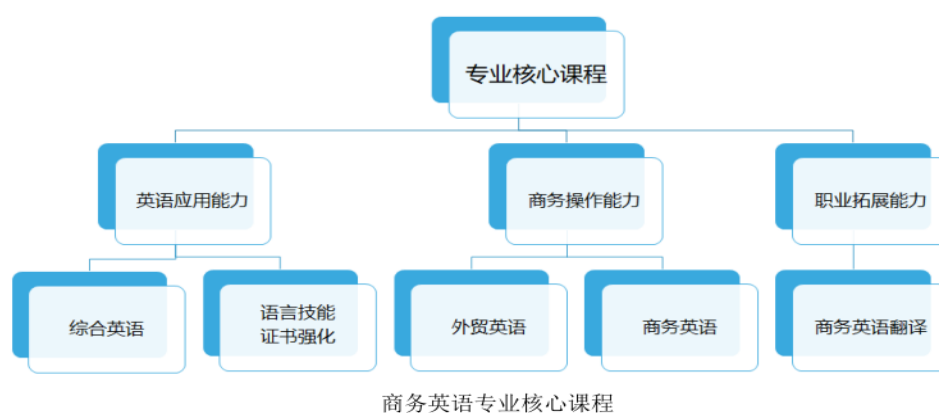 专业核心课程
英语应用能力
商务操作能力
职业拓展能力
综合英语
语言技能
证书强化
外贸英语
商务英语
商务英语翻译
商务英语专业核心课程